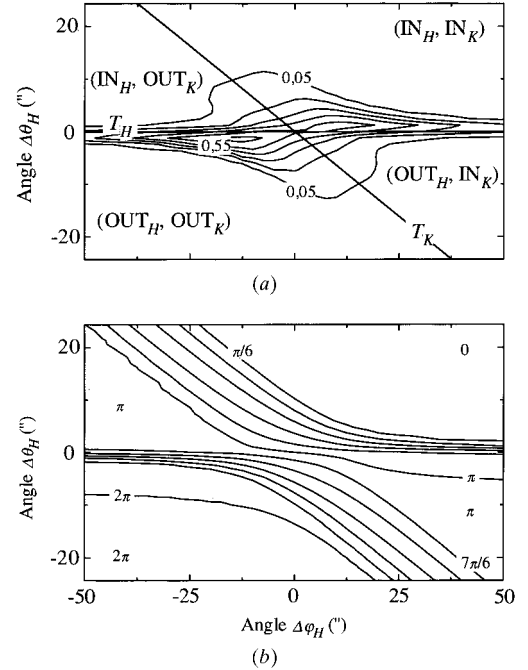 20
0
-20
Angle Δθ_H (")
(IN_H, IN_K)
(IN_H, OUT_K)
0,05
T_H
0,55
0,05
(OUT_H, IN_K)
(OUT_H, OUT_K)
T_K
(a)
20
0
-20
Angle Δθ_H (")
π/6
0
π
π
2π
π
2π
7π/6
-50
-25
0
25
50
Angle Δφ_H (")
(b)